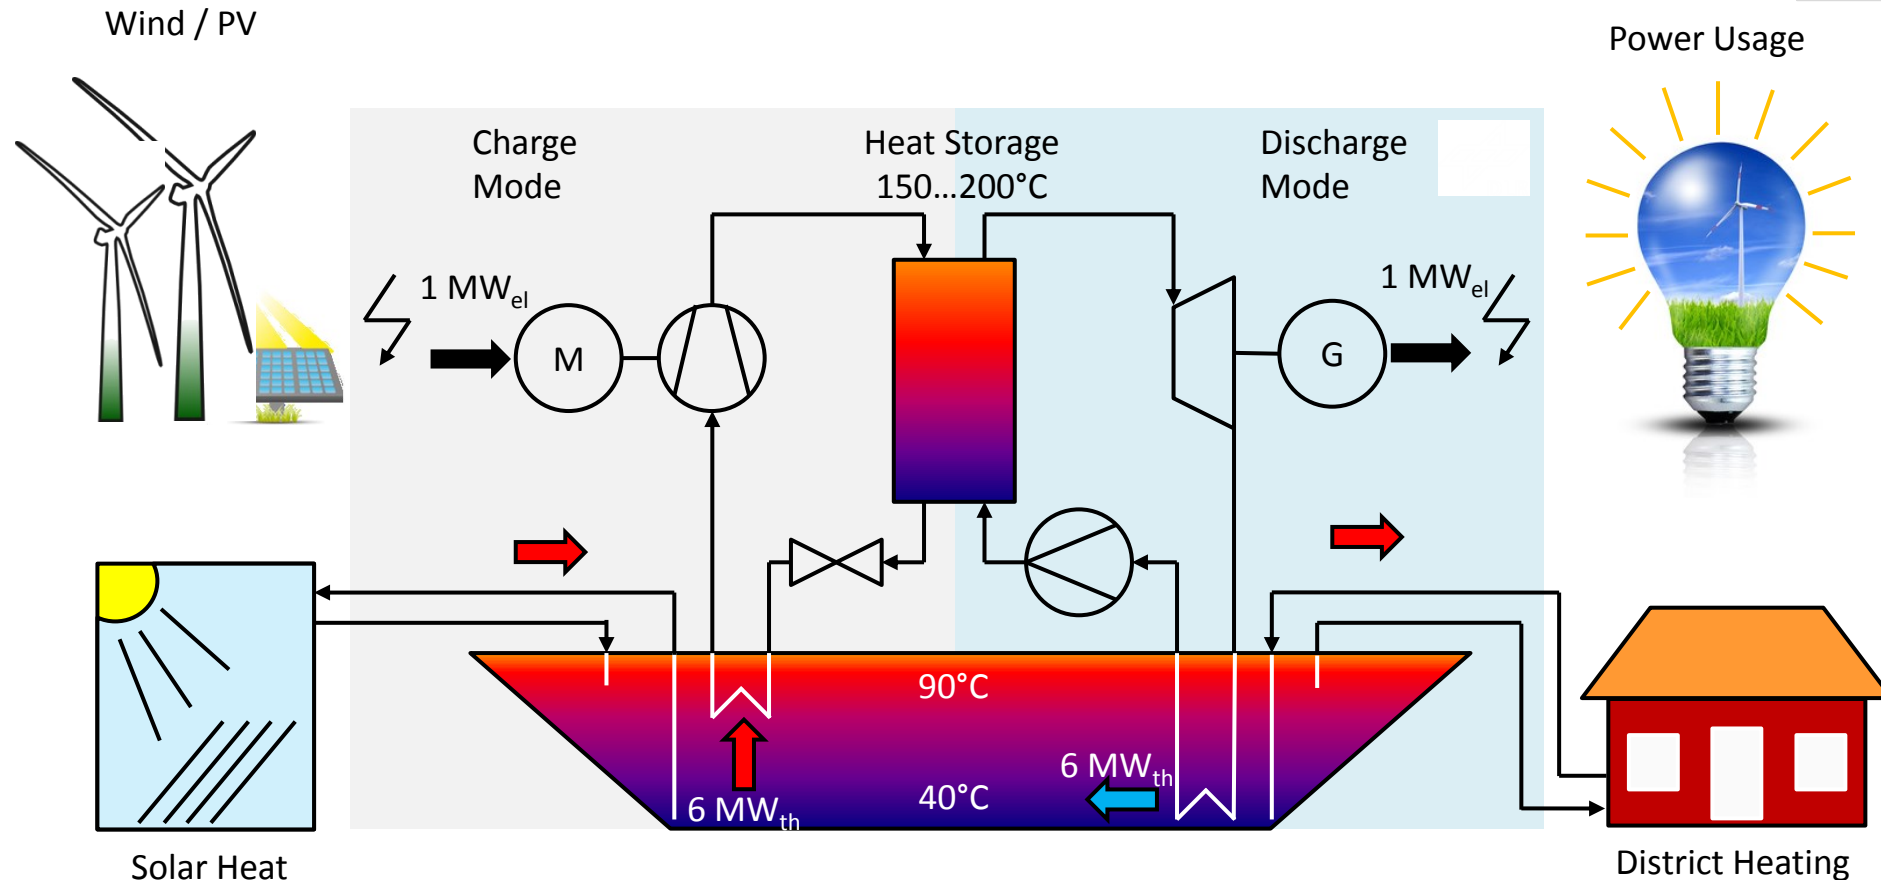 Wind / PV
Power Usage
Charge
Mode
Heat Storage
150...200°C
Discharge
Mode
1 MWel
M
1 MWel
G
90°C
40°C
6 MWth
6 MWth
Solar Heat
District Heating